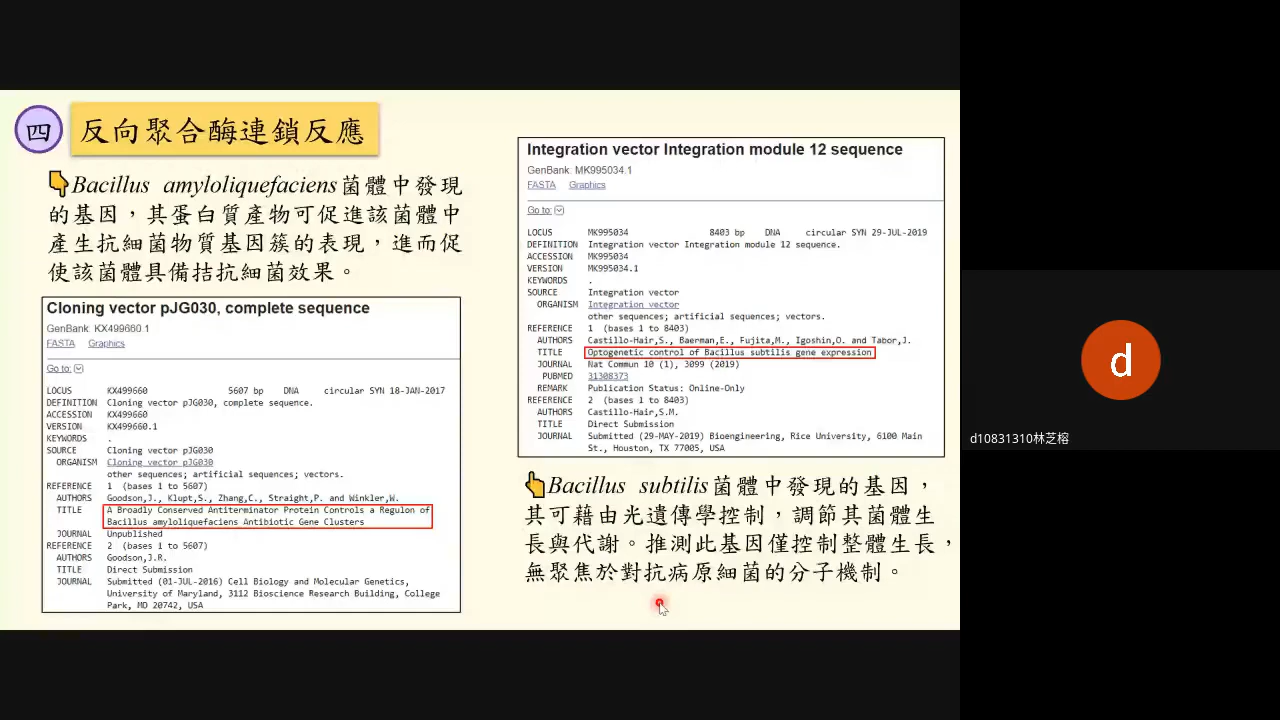 四
反向聚合酶連鎖反應
Bacillus amyloliquefaciens菌體中發現
的基因，其蛋白質產物可促進該菌體中
產生抗細菌物質基因簇的表現，進而促
使該菌體具備拮抗細菌效果。
Cloning vector pJG030, complete sequence
GenBank: KX499660.1
FASTA Graphics
Go to:
LOCUS KX499660 5607 bp DNA circular SYN 18-JAN-2017
DEFINITION Cloning vector pJG030, complete sequence.
ACCESSION KX499660
VERSION KX499660.1
KEYWORDS .
SOURCE Cloning vector pJG030
ORGANISM Cloning vector pJG030
other sequences; artificial sequences; vectors.
REFERENCE 1 (bases 1 to 5607)
AUTHORS Goodson,J., Klupt,S., Zhang,C., Straight,P. and Winkler,W.
TITLE A Broadly Conserved Antiterminator Protein Controls a Regulon of
Bacillus amyloliquefaciens Antibiotic Gene Clusters
JOURNAL Unpublished
REFERENCE 2 (bases 1 to 5607)
AUTHORS Goodson,J.R.
TITLE Direct Submission
JOURNAL Submitted (01-JUL-2016) Cell Biology and Molecular Genetics,
University of Maryland, 3112 Bioscience Research Building, College
Park, MD 20742, USA
Integration vector Integration module 12 sequence
GenBank: MK995034.1
FASTA Graphics
Go to:
LOCUS MK995034 8403 bp DNA circular SYN 29-JUL-2019
DEFINITION Integration vector Integration module 12 sequence.
ACCESSION MK995034
VERSION MK995034.1
KEYWORDS .
SOURCE Integration vector
ORGANISM Integration vector
other sequences; artificial sequences; vectors.
REFERENCE 1 (bases 1 to 8403)
AUTHORS Castillo-Hair,S., Baerman,E., Fujita,M., Igoshin,O. and Tabor,J.
TITLE Optogenetic control of Bacillus subtilis gene expression
JOURNAL Nat Commun 10 (1), 3099 (2019)
PUBMED 31308373
REMARK Publication Status: Online-Only
REFERENCE 2 (bases 1 to 8403)
AUTHORS Castillo-Hair,S.M.
TITLE Direct Submission
JOURNAL Submitted (29-MAY-2019) Bioengineering, Rice University, 6100 Main
St., Houston, TX 77005, USA
Bacillus subtilis菌體中發現的基因，
其可藉由光遺傳學控制，調節其菌體生
長與代謝。推測此基因僅控制整體生長，
無聚焦於對抗病原細菌的分子機制。
d
d10831310林芝榕